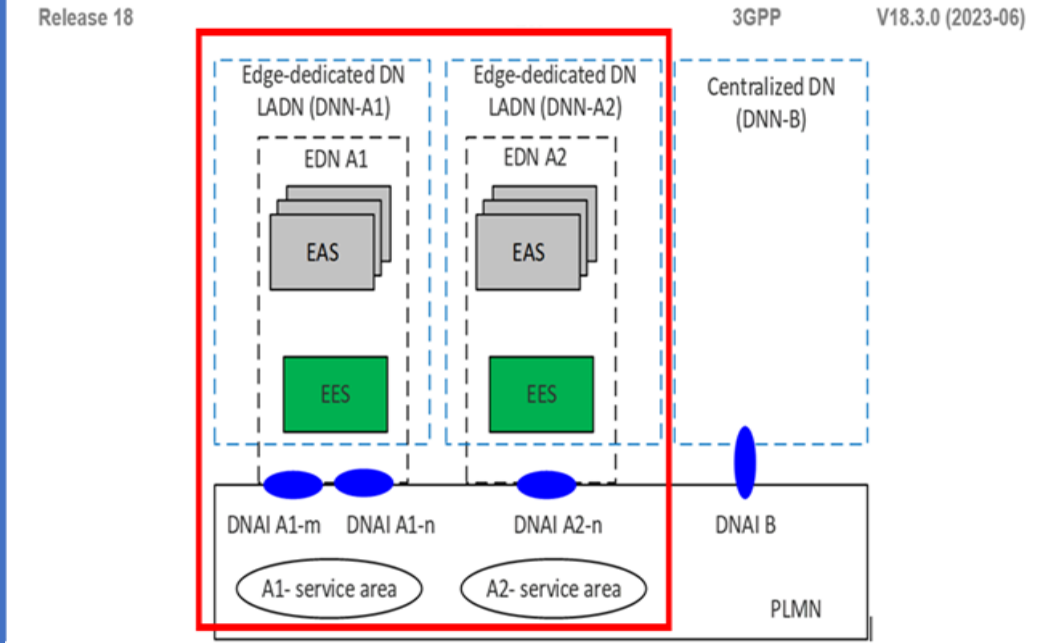 Release 18
3GPP
V18.3.0 (2023-06)
Edge-dedicated DN
LADN (DNN-A1)
EDN A1
EAS
EES
Edge-dedicated DN
LADN (DNN-A2)
EDN A2
EAS
EES
Centralized DN
(DNN-B)
DNAI A1-m
DNAI A1-n
DNAI A2-n
DNAI B
A1- service area
A2- service area
PLMN